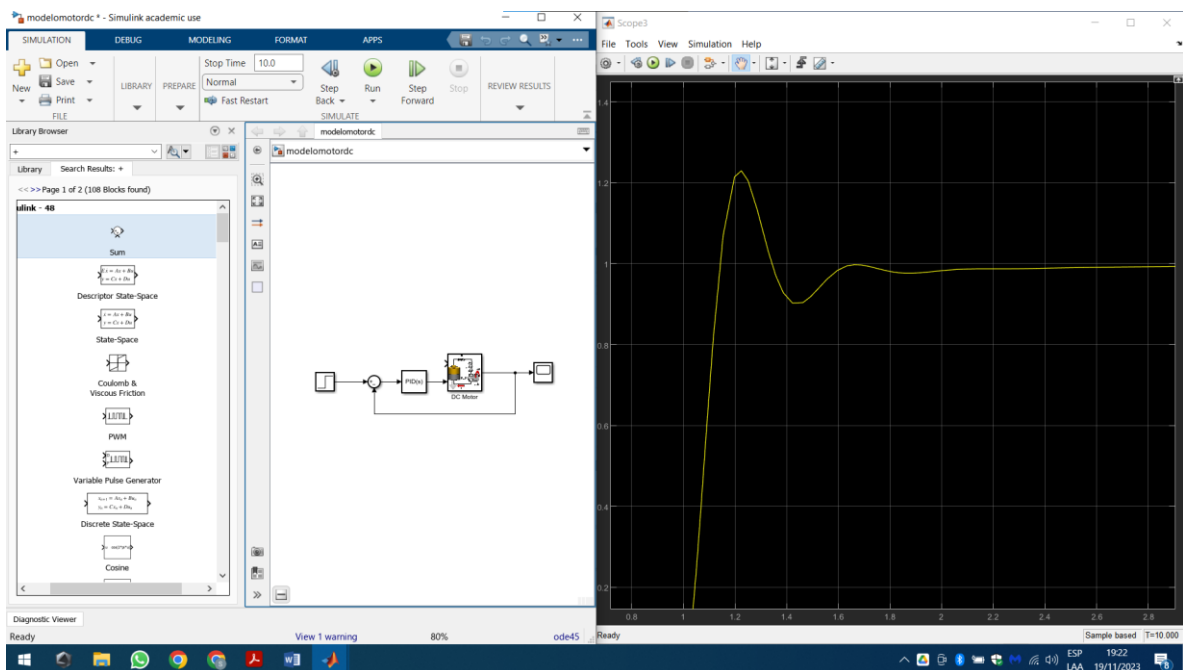 modelomotordc * - Simulink academic use
SIMULATION DEBUG MODELING FORMAT APPS
New
Open
Save
Print
FILE
LIBRARY
PREPARE
Stop Time 10.0
Normal
Fast Restart
Step Back
Run
Step Forward
Stop
SIMULATE
REVIEW RESULTS
Library Browser
+
Library Search Results: +
<< >> Page 1 of 2 (108 Blocks found)
ulink - 48
Sum
Descriptor State-Space
State-Space
Coulomb &
Viscous Friction
PWM
Variable Pulse Generator
Discrete State-Space
Cosine
modelomotordc
modelomotordc
PID(s)
DC Motor
Diagnostic Viewer
Ready View 1 warning 80% ode45
Scope3
File Tools View Simulation Help
1.4
1.2
1
0.8
0.6
0.4
0.2
0.8 1 1.2 1.4 1.6 1.8 2 2.2 2.4 2.6 2.8
Ready Sample based T=10.000
ESP
LAA
19:22
19/11/2023
8